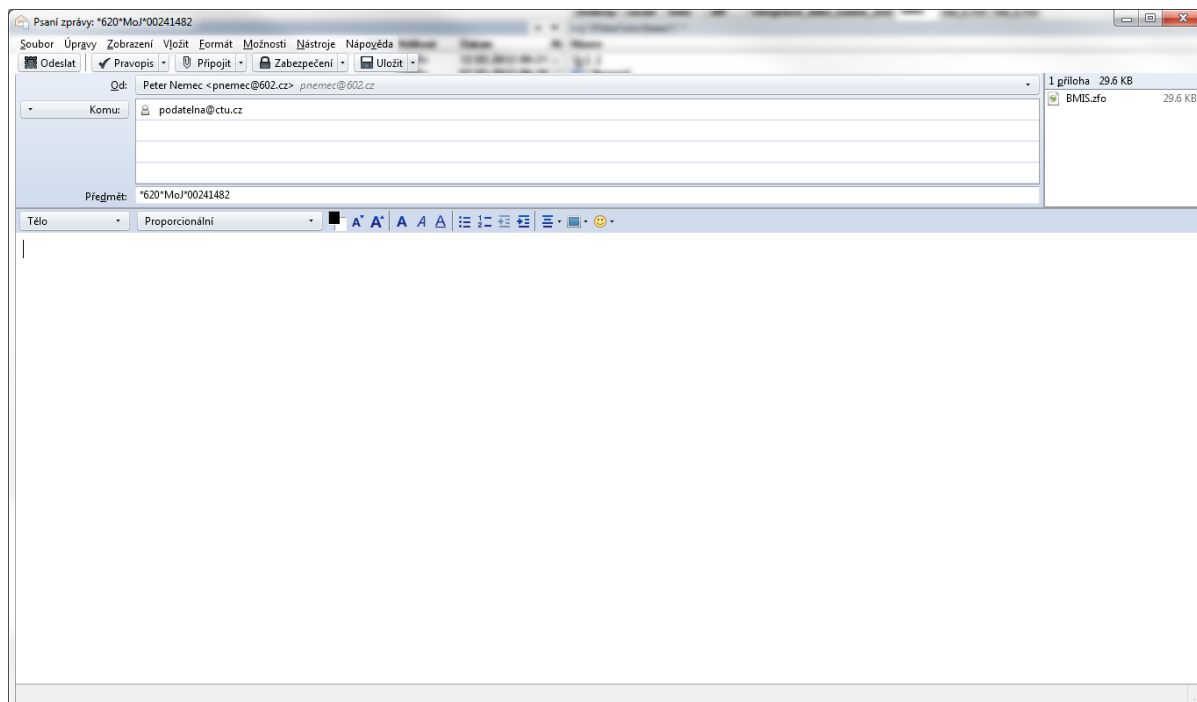 Psaní zprávy: *620*MoJ*00241482
Soubor Úpravy Zobrazení Vložit Formát Možnosti Nástroje Nápověda
Odeslat Pravopis Připojit Zabezpečení Uložit
Od: Peter Nemec <pnemec@602.cz> pnemec@602.cz
1 příloha 29.6 KB
Komu: podatelna@ctu.cz
BMIS.zfo 29.6 KB
Předmět: *620*MoJ*00241482
Tělo Proporcionální